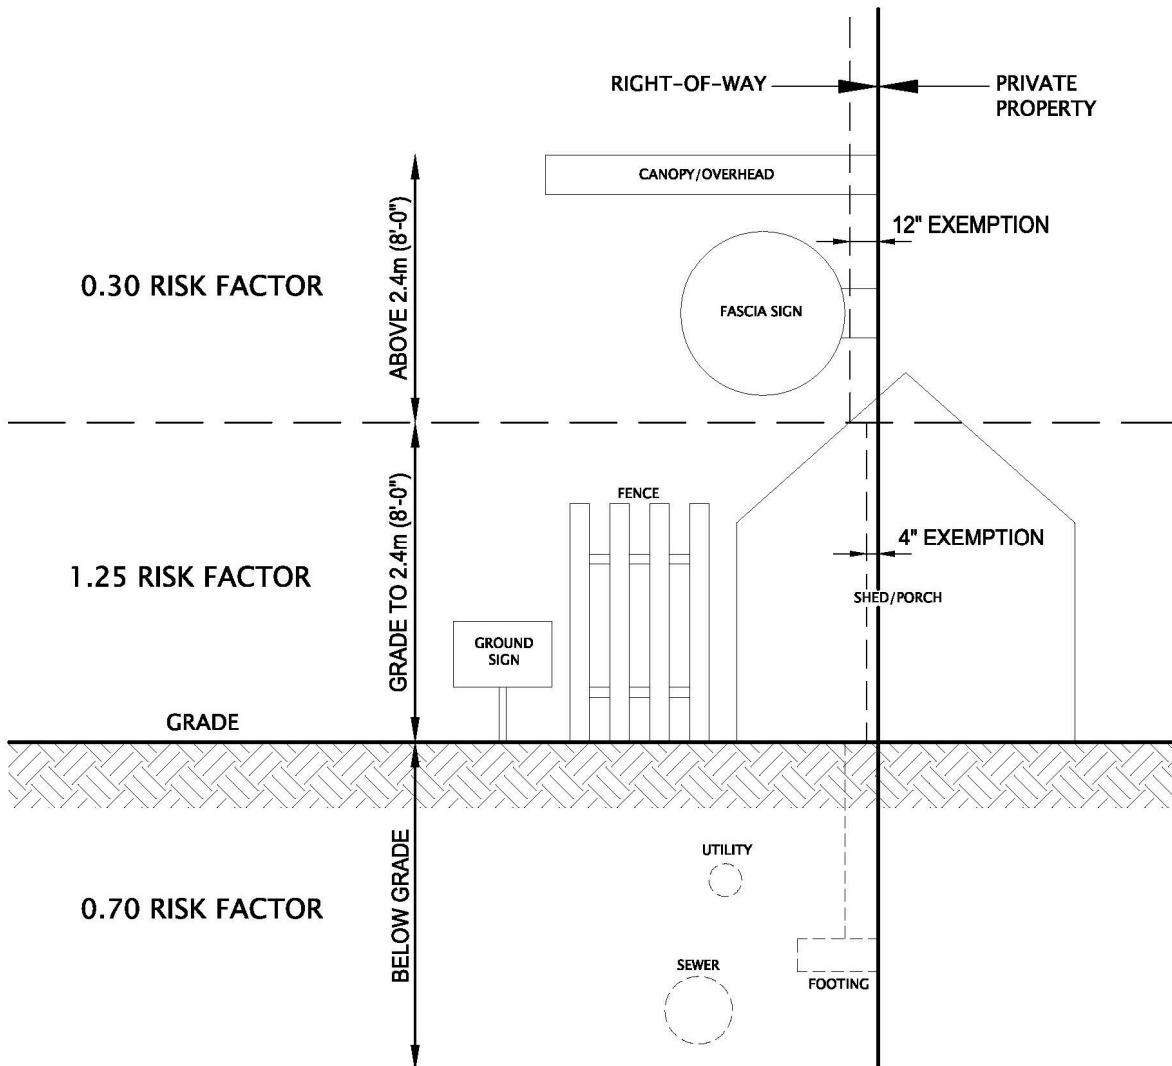 RIGHT-OF-WAY
PRIVATE
PROPERTY
CANOPY/OVERHEAD
12" EXEMPTION
ABOVE 2.4m (8'-0")
0.30 RISK FACTOR
FASCIA SIGN
FENCE
4" EXEMPTION
GRADE TO 2.4m (8'-0")
1.25 RISK FACTOR
SHED/PORCH
GROUND
SIGN
GRADE
BELOW GRADE
UTILITY
0.70 RISK FACTOR
SEWER
FOOTING